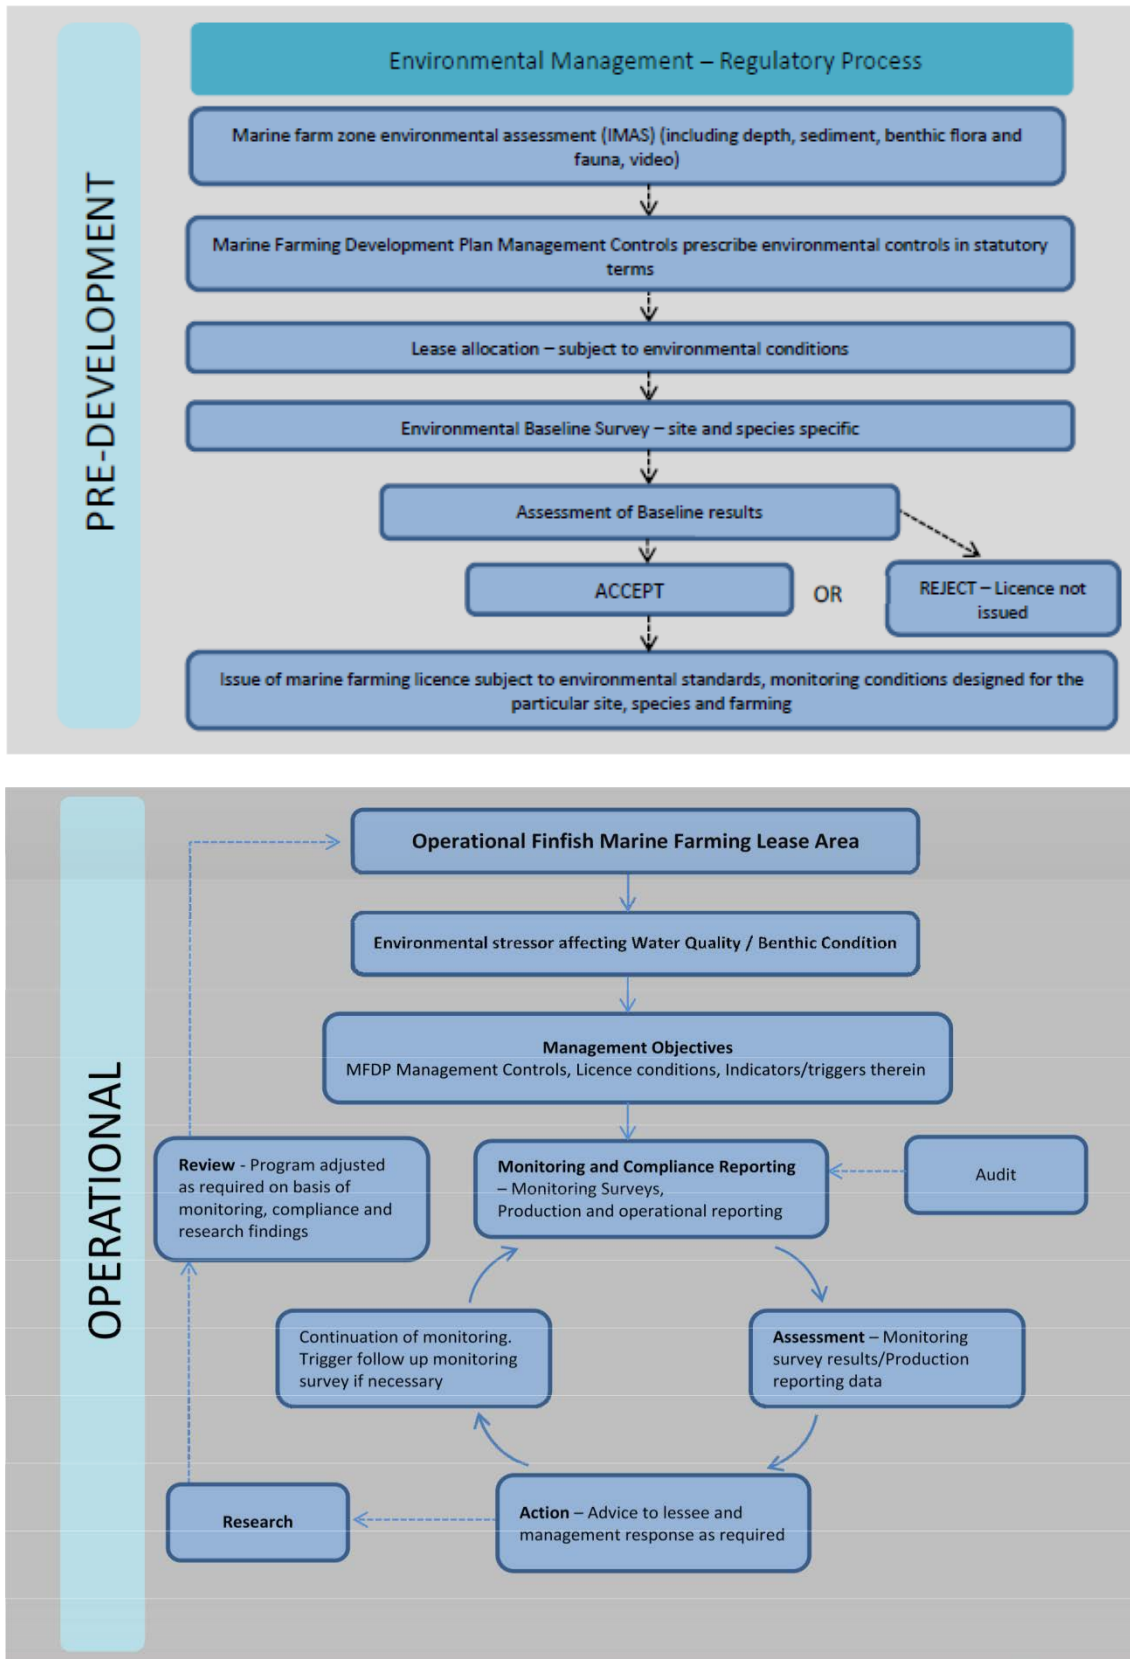 PRE-DEVELOPMENT
Environmental Management – Regulatory Process
Marine farm zone environmental assessment (IMAS) (including depth, sediment, benthic flora and
fauna, video)
Marine Farming Development Plan Management Controls prescribe environmental controls in statutory
terms
Lease allocation – subject to environmental conditions
Environmental Baseline Survey – site and species specific
Assessment of Baseline results
ACCEPT
OR
REJECT – Licence not
issued
Issue of marine farming licence subject to environmental standards, monitoring conditions designed for the
particular site, species and farming
OPERATIONAL
Operational Finfish Marine Farming Lease Area
Environmental stressor affecting Water Quality / Benthic Condition
Management Objectives
MFDP Management Controls, Licence conditions, Indicators/triggers therein
Review - Program adjusted
as required on basis of
monitoring, compliance and
research findings
Monitoring and Compliance Reporting
– Monitoring Surveys,
Production and operational reporting
Audit
Continuation of monitoring.
Trigger follow up monitoring
survey if necessary
Assessment – Monitoring
survey results/Production
reporting data
Research
Action – Advice to lessee and
management response as required